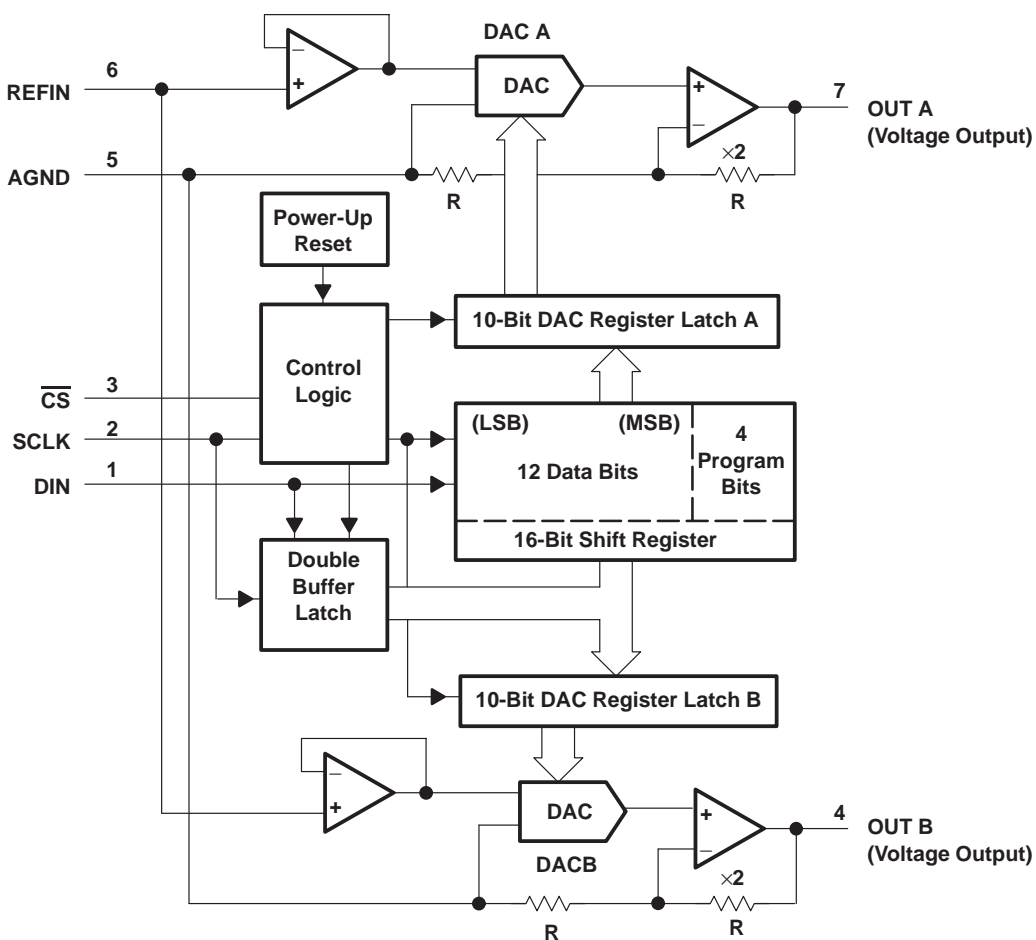 DAC A
6
REFIN
−
+
DAC
+
−
7
OUT A
(Voltage Output)
5
AGND
R
×2
R
Power-Up
Reset
10-Bit DAC Register Latch A
Control
Logic
3
CS
2
SCLK
1
DIN
(LSB)
(MSB)
12 Data Bits
4
Program
Bits
16-Bit Shift Register
Double
Buffer
Latch
10-Bit DAC Register Latch B
−
+
DAC
DACB
+
−
4
OUT B
(Voltage Output)
×2
R
R